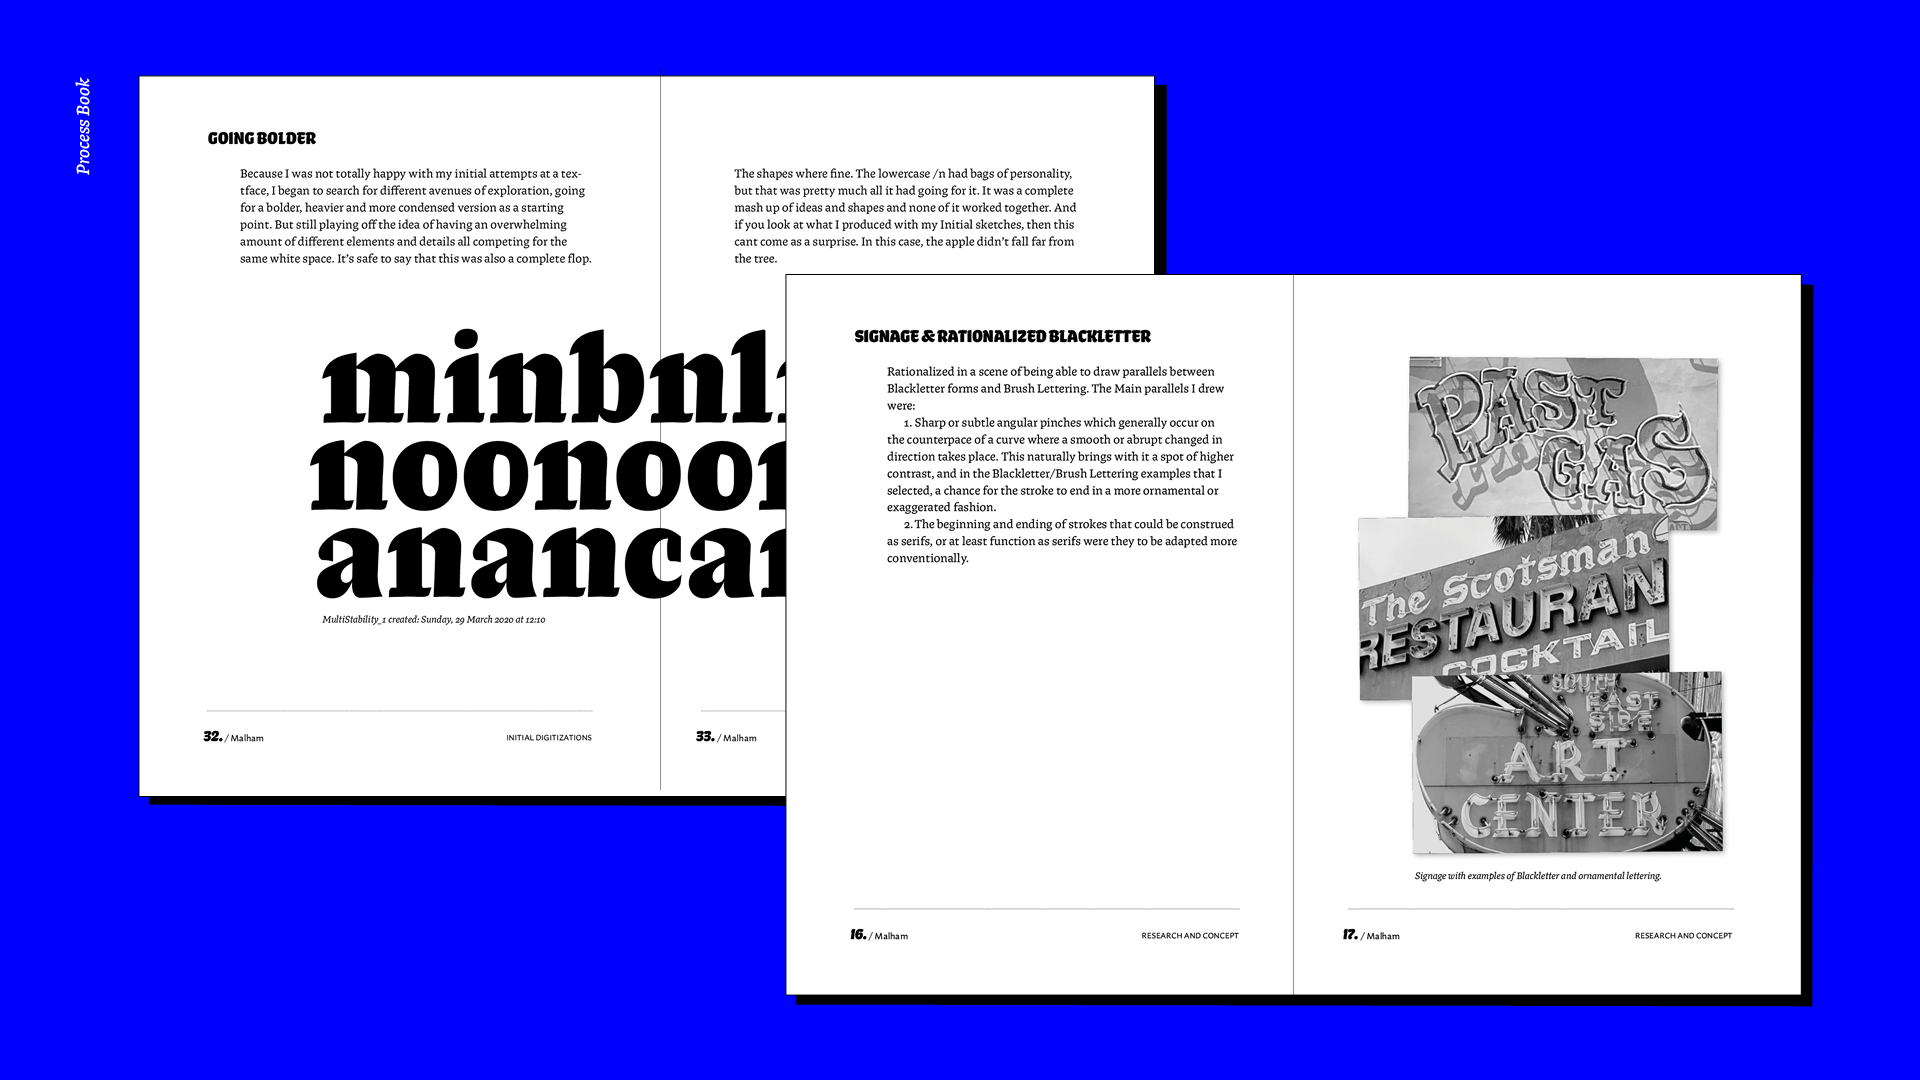 Process Book
GOING BOLDER
Because I was not totally happy with my initial attempts at a tex-
tface, I began to search for different avenues of exploration, going
for a bolder, heavier and more condensed version as a starting
point. But still playing off the idea of having an overwhelming
amount of different elements and details all competing for the
same white space. It's safe to say that this was also a complete flop.
The shapes where fine. The lowercase /n had bags of personality,
but that was pretty much all it had going for it. It was a complete
mash up of ideas and shapes and none of it worked together. And
if you look at what I produced with my Initial sketches, then this
cant come as a surprise. In this case, the apple didn't fall far from
the tree.
minbnl
noonoo
ananca
MultiStability_1 created: Sunday, 29 March 2020 at 12:10
32. / Malham
INITIAL DIGITIZATIONS
33. / Malham
SIGNAGE & RATIONALIZED BLACKLETTER
Rationalized in a scene of being able to draw parallels between
Blackletter forms and Brush Lettering. The Main parallels I drew
were:
1. Sharp or subtle angular pinches which generally occur on
the counterpace of a curve where a smooth or abrupt changed in
direction takes place. This naturally brings with it a spot of higher
contrast, and in the Blackletter/Brush Lettering examples that I
selected, a chance for the stroke to end in a more ornamental or
exaggerated fashion.
2. The beginning and ending of strokes that could be construed
as serifs, or at least function as serifs were they to be adapted more
conventionally.
PAST
GAS
The Scotsman
RESTAURAN
COCKTAIL
SOUTH
EAST
SIDE
ART
CENTER
Signage with examples of Blackletter and ornamental lettering.
16. / Malham
RESEARCH AND CONCEPT
17. / Malham
RESEARCH AND CONCEPT